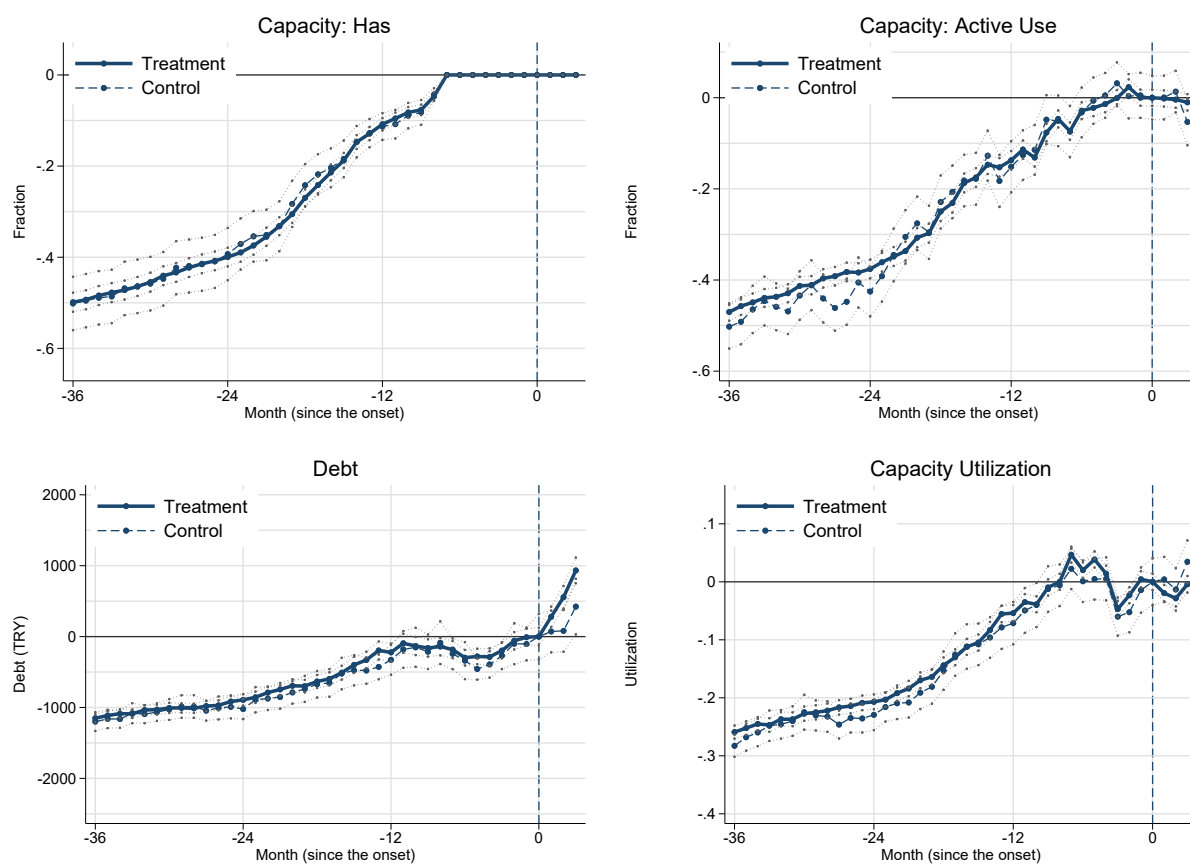 Capacity: Has
Treatment
Control
0
-.2
-.4
-.6
Fraction
-36
-24
-12
0
Month (since the onset)
Capacity: Active Use
Treatment
Control
0
-.2
-.4
-.6
Fraction
-36
-24
-12
0
Month (since the onset)
Debt
Treatment
Control
2000
1000
0
-1000
-2000
Debt (TRY)
-36
-24
-12
0
Month (since the onset)
Capacity Utilization
Treatment
Control
.1
0
-.1
-.2
-.3
-.4
Utilization
-36
-24
-12
0
Month (since the onset)